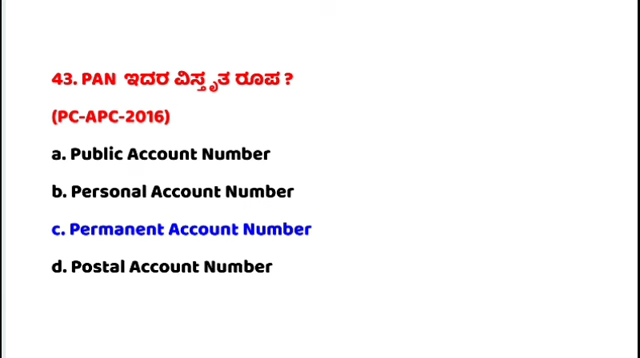 43. PAN ಇದರ ವಿಸ್ತೃತ ರೂಪ ?
(PC-APC-2016)
a. Public Account Number
b. Personal Account Number
c. Permanent Account Number
d. Postal Account Number